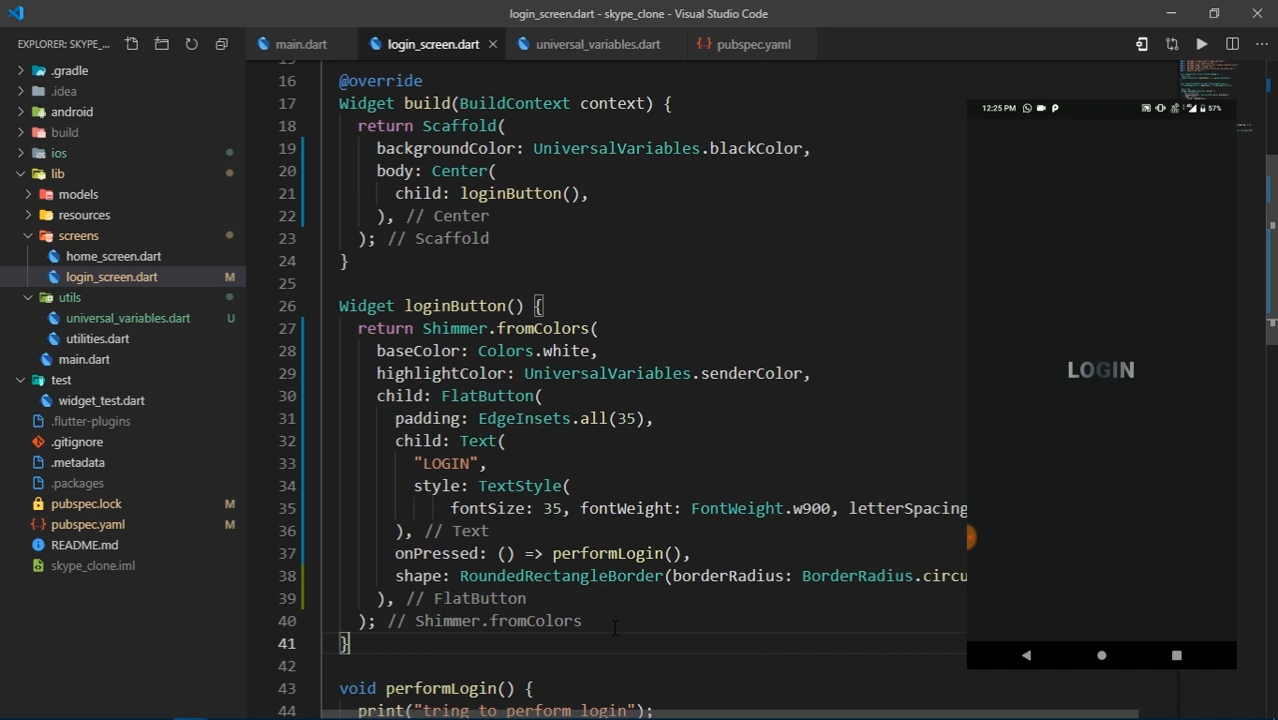 login_screen.dart - skype_clone - Visual Studio Code
EXPLORER: SKYPE_...
main.dart
login_screen.dart
universal_variables.dart
pubspec.yaml
.gradle
.idea
android
build
ios
lib
models
resources
screens
home_screen.dart
login_screen.dart M
utils
universal_variables.dart U
utilities.dart
main.dart
test
widget_test.dart
.flutter-plugins
.gitignore
.metadata
.packages
pubspec.lock M
pubspec.yaml M
README.md
skype_clone.iml
16 @override
17 Widget build(BuildContext context) {
18 return Scaffold(
19 backgroundColor: UniversalVariables.blackColor,
20 body: Center(
21 child: loginButton(),
22 ), // Center
23 ); // Scaffold
24 }
25
26 Widget loginButton() {
27 return Shimmer.fromColors(
28 baseColor: Colors.white,
29 highlightColor: UniversalVariables.senderColor,
30 child: FlatButton(
31 padding: EdgeInsets.all(35),
32 child: Text(
33 "LOGIN",
34 style: TextStyle(
35 fontSize: 35, fontWeight: FontWeight.w900, letterSpacing
36 ), // Text
37 onPressed: () => performLogin(),
38 shape: RoundedRectangleBorder(borderRadius: BorderRadius.circu
39 ), // FlatButton
40 ); // Shimmer.fromColors
41 }
42
43 void performLogin() {
44 print("tring to perform login");
12:25 PM
57%
LOGIN